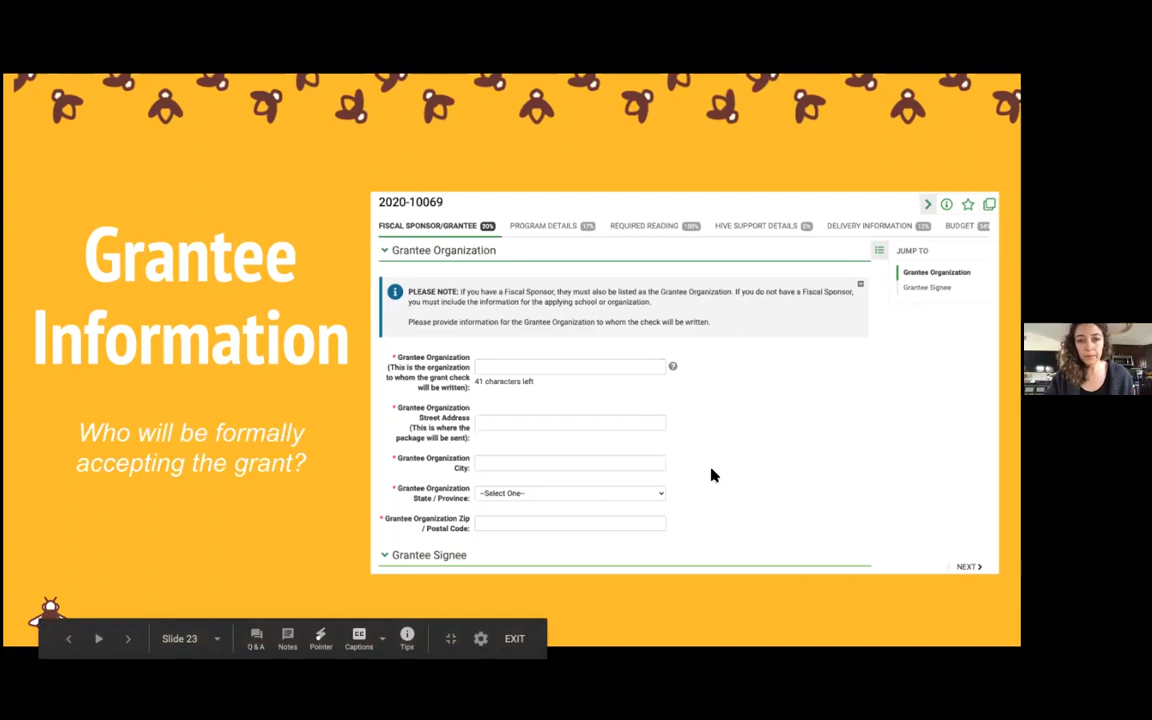 Grantee
Information
Who will be formally
accepting the grant?
2020-10069
FISCAL SPONSOR/GRANTEE 20% PROGRAM DETAILS 17% REQUIRED READING 100% HIVE SUPPORT DETAILS 0% DELIVERY INFORMATION 12% BUDGET
Grantee Organization
JUMP TO
Grantee Organization
Grantee Signee
PLEASE NOTE: If you have a Fiscal Sponsor, they must also be listed as the Grantee Organization. If you do not have a Fiscal Sponsor,
you must include the information for the applying school or organization.
Please provide information for the Grantee Organization to whom the check will be written.
* Grantee Organization
(This is the organization
to whom the grant check
will be written):
41 characters left
* Grantee Organization
Street Address
(This is where the
package will be sent):
* Grantee Organization
City:
* Grantee Organization
State / Province:
--Select One--
* Grantee Organization Zip
/ Postal Code:
Grantee Signee
NEXT
Slide 23
Q & A
Notes
Pointer
CC
Captions
Tips
EXIT